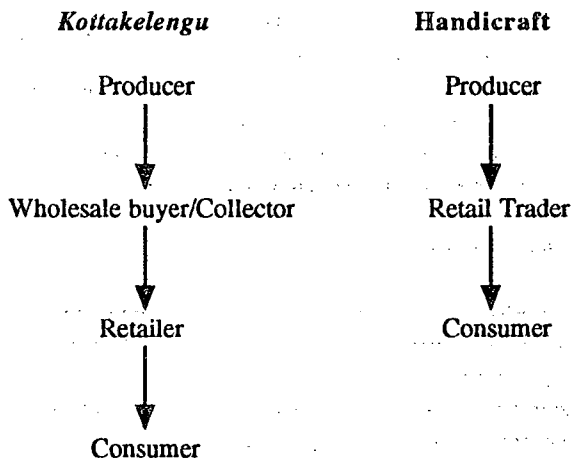 Kottakelengu
Handicraft
Producer
Producer
Wholesale buyer/Collector
Retail Trader
Retailer
Consumer
Consumer